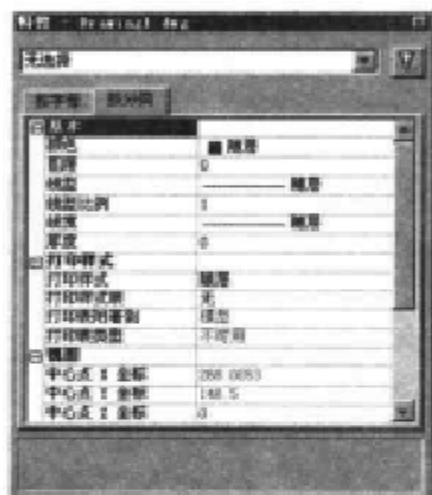 特性 - Drawing1.dwg
无选择
按字母 按分类
基本
颜色 ■ 随层
图层 0
线型 随层
线型比例 1
线宽 随层
厚度 0
打印样式
打印样式 随层
打印样式表 无
打印表附着到 模型
打印表类型 不可用
视图
中心点 X 坐标
中心点 Y 坐标 148.5
中心点 Z 坐标 0